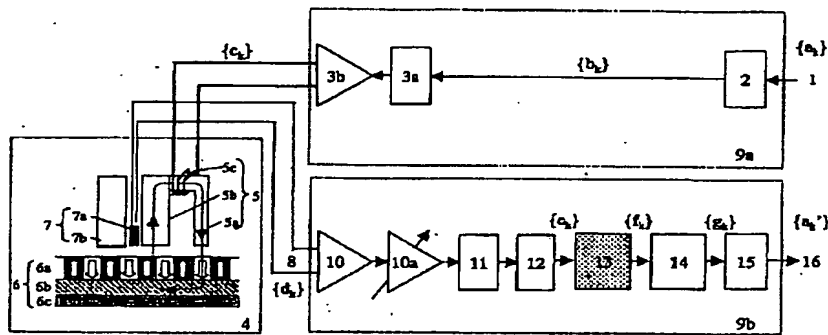 {c_k}
3b
3a
{b_k}
2
{a_k}
1
9a
5c
5b
5
5a
7a
7
7b
6a
6
6b
6c
4
8
{d_k}
10
10a
11
12
{e_k}
13
{f_k}
14
{g_k}
15
{a_k'}
16
9b